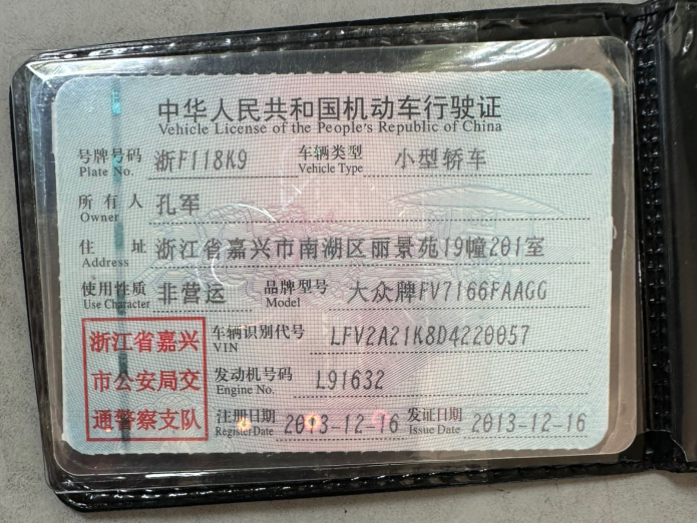 中华人民共和国机动车行驶证
Vehicle License of the People's Republic of China
号牌号码 浙F118K9 车辆类型 小型轿车
Plate No. Vehicle Type
所有人 孔军
Owner
住址 浙江省嘉兴市南湖区丽景苑19幢201室
Address
使用性质 非营运 品牌型号 大众牌FV7166FAAGG
Use Character Model
浙江省嘉兴
市公安局交
通警察支队
车辆识别代号 LFV2A21K8D4220057
VIN
发动机号码 L91632
Engine No.
注册日期 2013-12-16 发证日期 2013-12-16
Register Date Issue Date